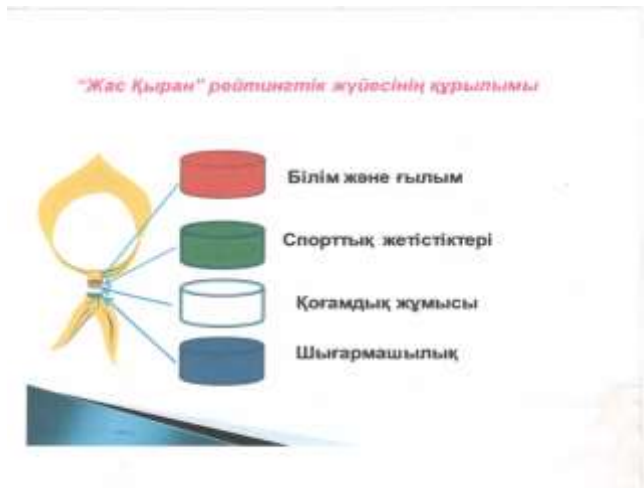 “Жас Қыран” рейтингтік жүйесінің құрылымы
Білім және ғылым
Спорттық жетістіктері
Қоғамдық жұмысы
Шығармашылық